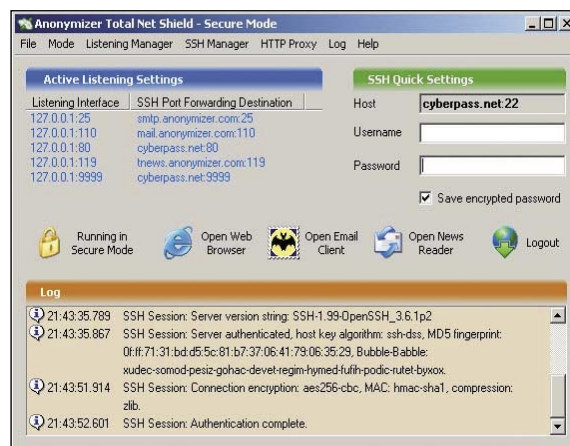 Anonymizer Total Net Shield - Secure Mode
File Mode Listening Manager SSH Manager HTTP Proxy Log Help
Active Listening Settings
Listening Interface SSH Port Forwarding Destination
127.0.0.1:25 smtp.anonymizer.com:25
127.0.0.1:110 mail.anonymizer.com:110
127.0.0.1:80 cyberpass.net:80
127.0.0.1:119 tnews.anonymizer.com:119
127.0.0.1:9999 cyberpass.net:9999
SSH Quick Settings
Host cyberpass.net:22
Username
Password
Save encrypted password
Running in Secure Mode
Open Web Browser
Open Email Client
Open News Reader
Logout
Log
21:43:35.789 SSH Session: Server version string: SSH-1.99-OpenSSH_3.6.1p2
21:43:35.867 SSH Session: Server authenticated, host key algorithm: ssh-dss, MD5 fingerprint:
0f:ff:71:31:bd:d5:5c:81:b7:37:06:41:79:06:35:29, Bubble-Babble:
xudec-somod-pesiz-gohac-devet-regim-hymed-fufih-podic-rutet-byxox.
21:43:51.914 SSH Session: Connection encryption: aes256-cbc, MAC: hmac-sha1, compression:
zlib.
21:43:52.601 SSH Session: Authentication complete.